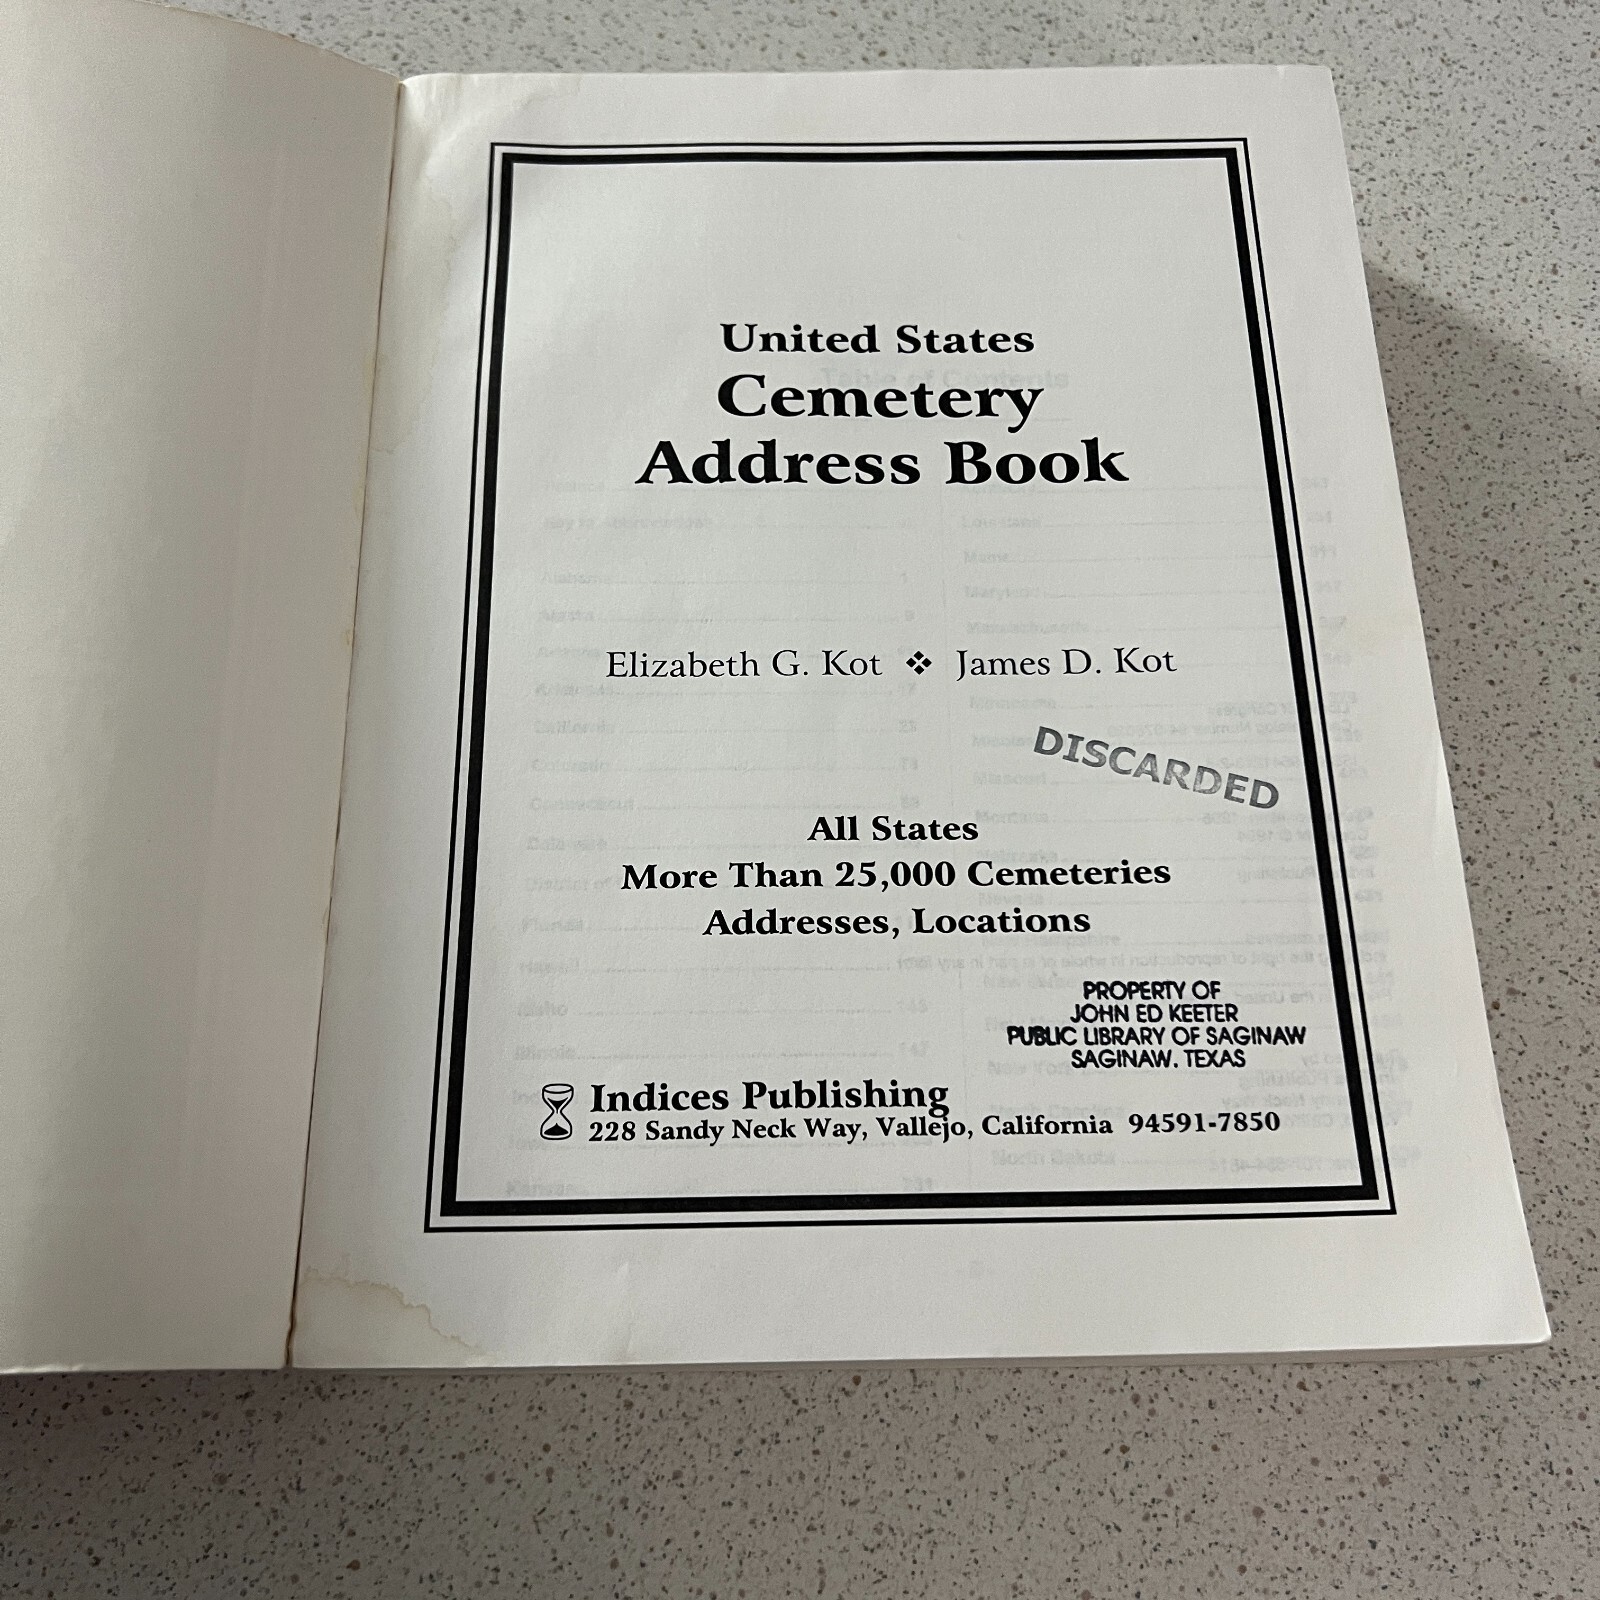 United States
Cemetery
Address Book
Elizabeth G. Kot ❖ James D. Kot
DISCARDED
All States
More Than 25,000 Cemeteries
Addresses, Locations
PROPERTY OF
JOHN ED KEETER
PUBLIC LIBRARY OF SAGINAW
SAGINAW. TEXAS
Indices Publishing
228 Sandy Neck Way, Vallejo, California 94591-7850